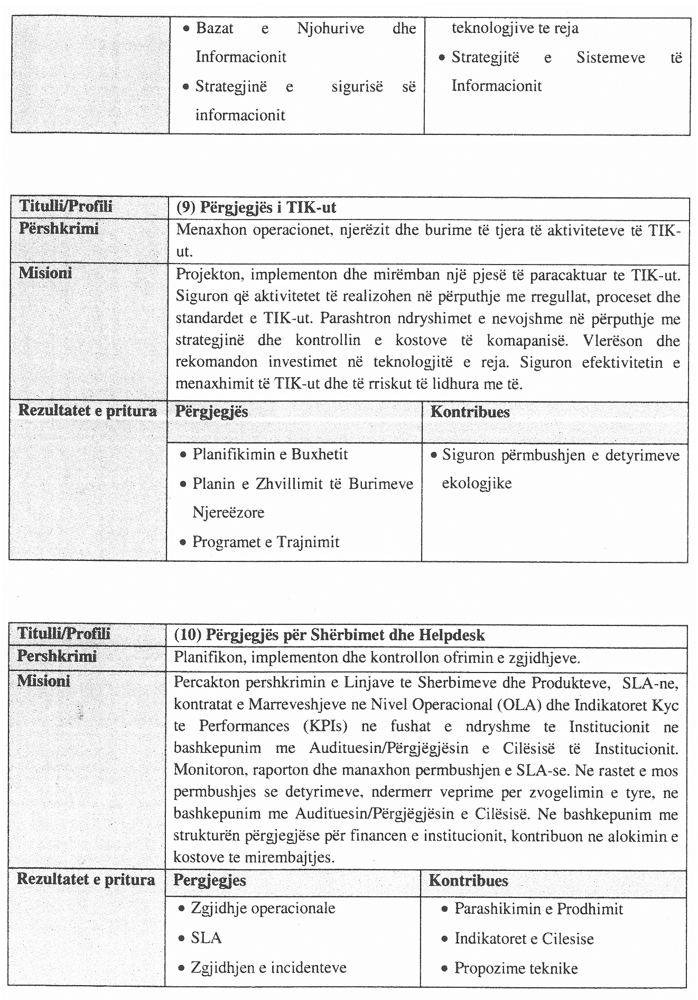 • Bazat e Njohurive dhe
Informacionit
• Strategjinë e sigurisë së
informacionit
teknologjive te reja
• Strategjitë e Sistemeve të
Informacionit
Titulli/Profili
(9) Përgjegjës i TIK-ut
Përshkrimi
Menaxhon operacionet, njerëzit dhe burime të tjera të aktiviteteve të TIK-
ut.
Misioni
Projekton, implementon dhe mirëmban një pjesë të paracaktuar te TIK-ut.
Siguron që aktivitetet të realizohen në përputhje me rregullat, proceset dhe
standardet e TIK-ut. Parashtron ndryshimet e nevojshme në përputhje me
strategjinë dhe kontrollin e kostove të komapanisë. Vlerëson dhe
rekomandon investimet në teknologjitë e reja. Siguron efektivitetin e
menaxhimit të TIK-ut dhe të rriskut të lidhura me të.
Rezultatet e pritura
Përgjegjës
Kontribues
• Planifikimin e Buxhetit
• Planin e Zhvillimit të Burimeve
Njereëzore
• Programet e Trajnimit
• Siguron përmbushjen e detyrimeve
ekologjike
Titulli/Profili
(10) Përgjegjës për Shërbimet dhe Helpdesk
Pershkrimi
Planifikon, implementon dhe kontrollon ofrimin e zgjidhjeve.
Misioni
Percakton pershkrimin e Linjave te Sherbimeve dhe Produkteve, SLA-ne,
kontratat e Marreveshjeve ne Nivel Operacional (OLA) dhe Indikatoret Kyc
te Performances (KPIs) ne fushat e ndryshme te Institucionit ne
bashkepunim me Audituesin/Përgjëgjësin e Cilësisë të Institucionit.
Monitoron, raporton dhe manaxhon permbushjen e SLA-se. Ne rastet e mos
permbushjes se detyrimeve, ndermerr veprime per zvogelimin e tyre, ne
bashkepunim me Audituesin/Përgjëgjësin e Cilësisë. Ne bashkepunim me
strukturën përgjegjëse për financen e institucionit, kontribuon ne alokimin e
kostove te mirembajtjes.
Rezultatet e pritura
Pergjegjes
Kontribues
• Zgjidhje operacionale
• SLA
• Zgjidhjen e incidenteve
• Parashikimin e Prodhimit
• Indikatoret e Cilesise
• Propozime teknike